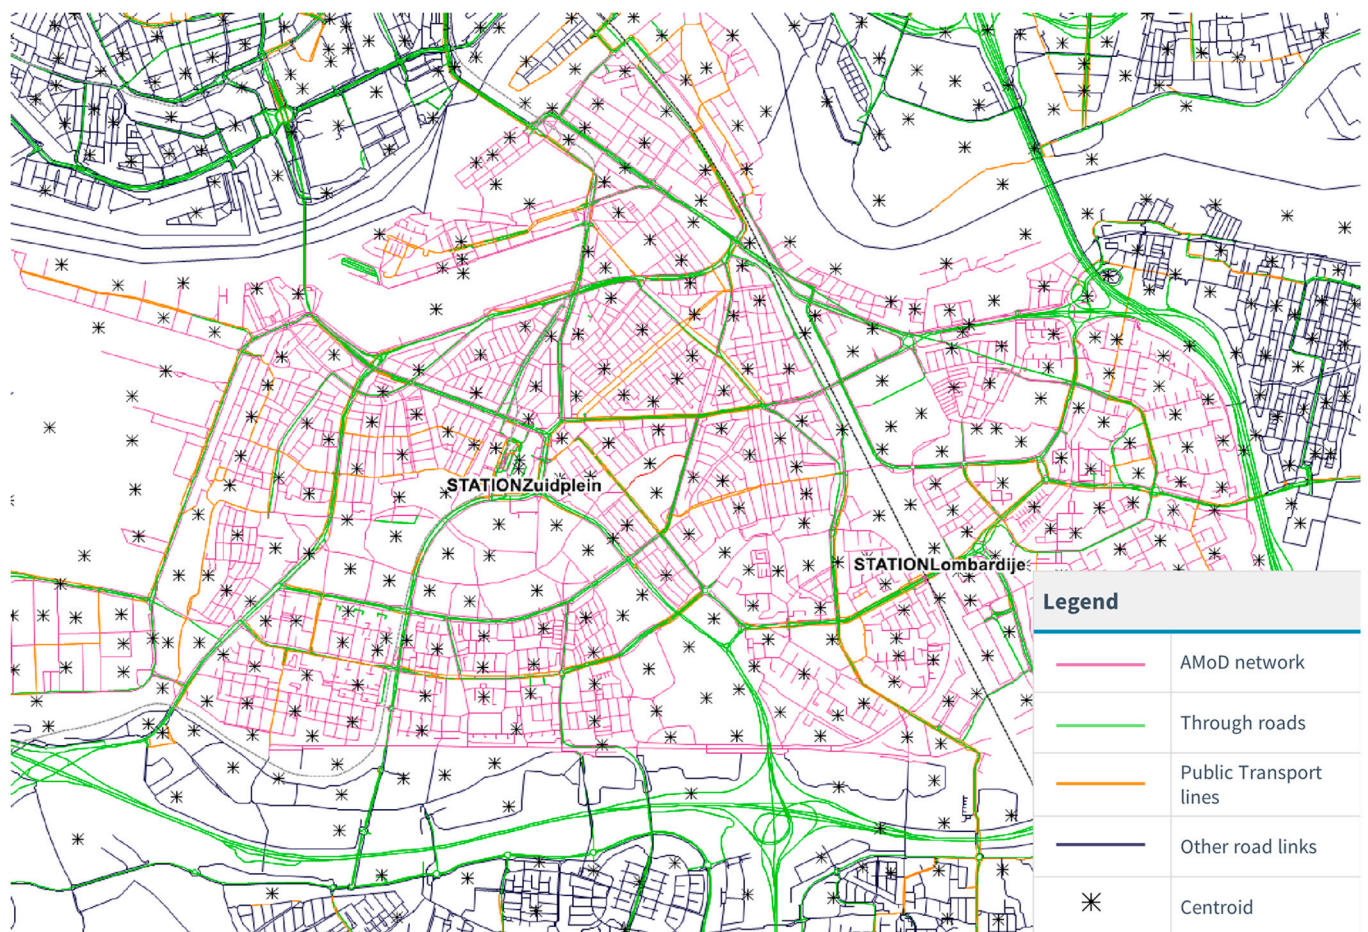 STATIONZuidplein
STATIONLombardije
Legend
AMoD network
Through roads
Public Transport
lines
Other road links
Centroid